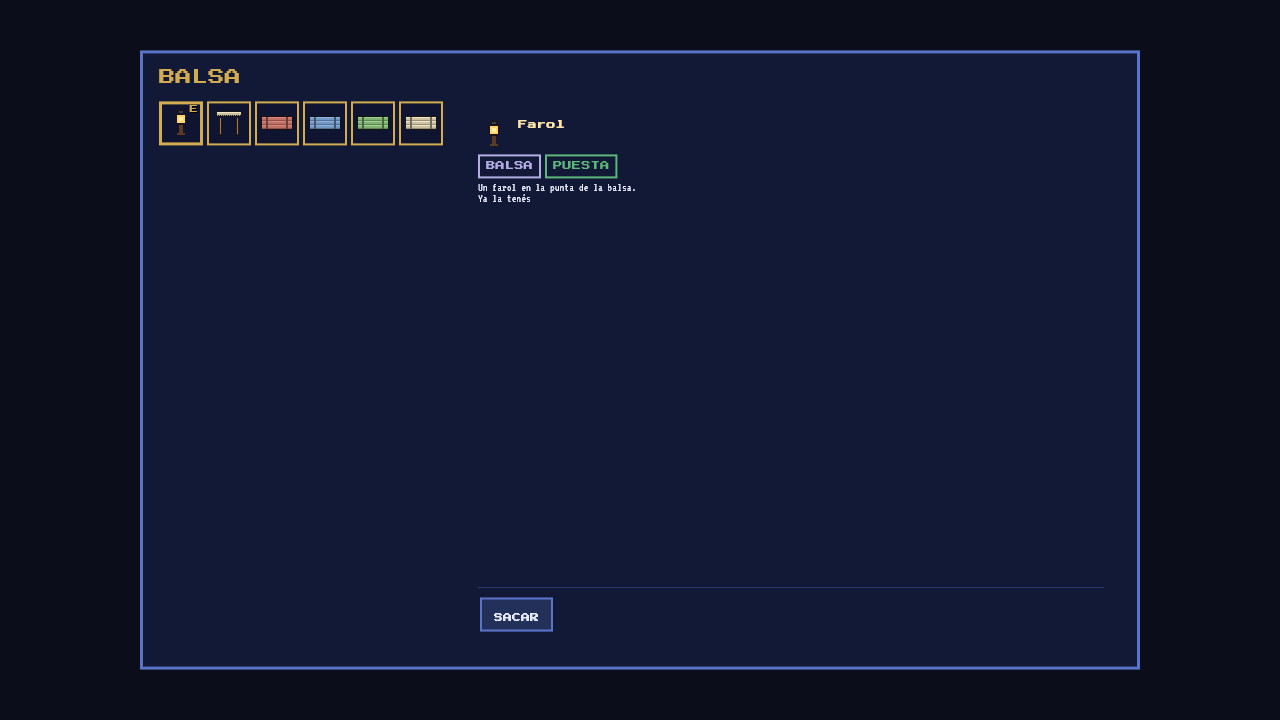 BALSA
E
Farol
BALSA PUESTA
Un farol en la punta de la balsa.
Ya la tenés
SACAR